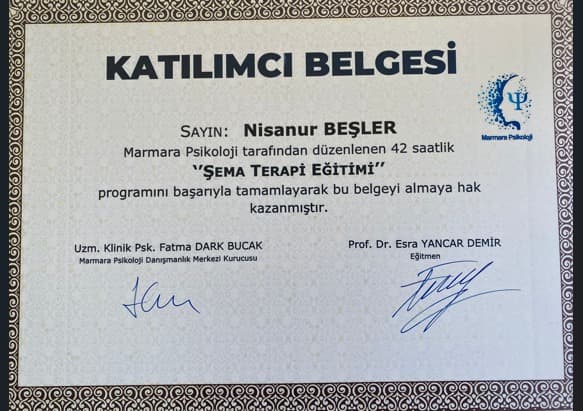 KATILIMCI BELGESİ
Marmara Psikoloji
SAYIN: Nisanur BEŞLER
Marmara Psikoloji tarafından düzenlenen 42 saatlik
‘’ŞEMA TERAPİ EĞİTİMİ’’
programını başarıyla tamamlayarak bu belgeyi almaya hak
kazanmıştır.
Uzm. Klinik Psk. Fatma DARK BUCAK
Marmara Psikoloji Danışmanlık Merkezi Kurucusu
Prof. Dr. Esra YANCAR DEMİR
Eğitmen